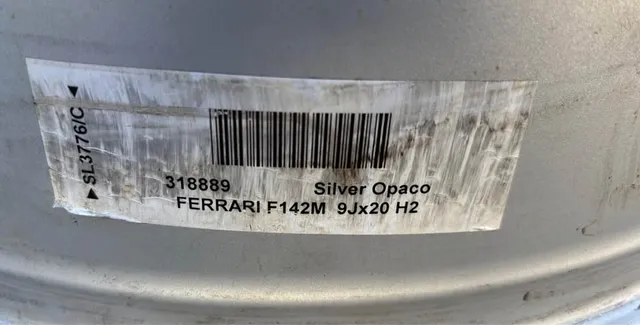 ▶SL3776/C◀
318889 Silver Opaco
FERRARI F142M 9Jx20 H2